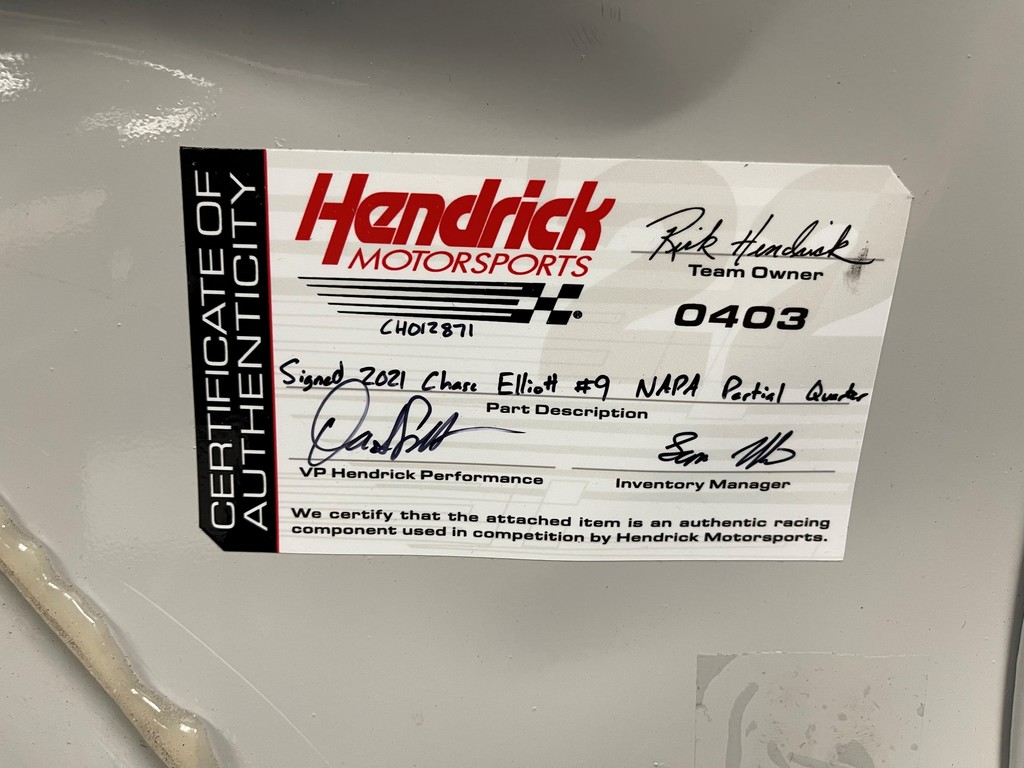 CERTIFICATE OF
AUTHENTICITY
Hendrick
MOTORSPORTS
®
CH012871
Rick Hendrick
Team Owner
0403
Signed 2021 Chase Elliott #9 NAPA Partial Quarter
Part Description
VP Hendrick Performance
Inventory Manager
We certify that the attached item is an authentic racing
component used in competition by Hendrick Motorsports.